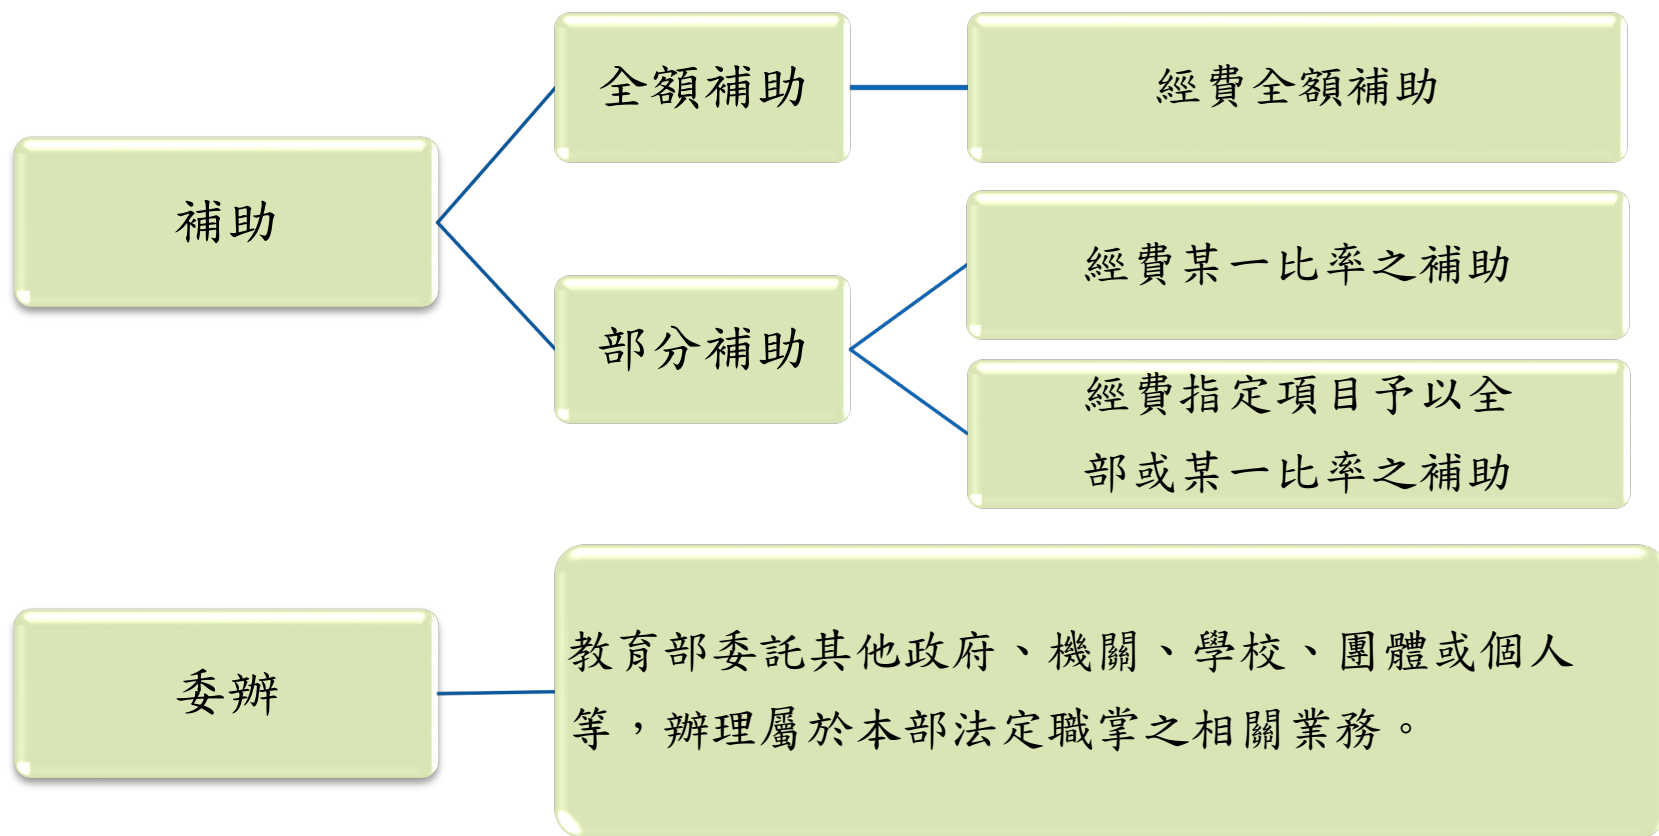 補助
全額補助
經費全額補助
部分補助
經費某一比率之補助
經費指定項目予以全
部或某一比率之補助
委辦
教育部委託其他政府、機關、學校、團體或個人
等，辦理屬於本部法定職掌之相關業務。